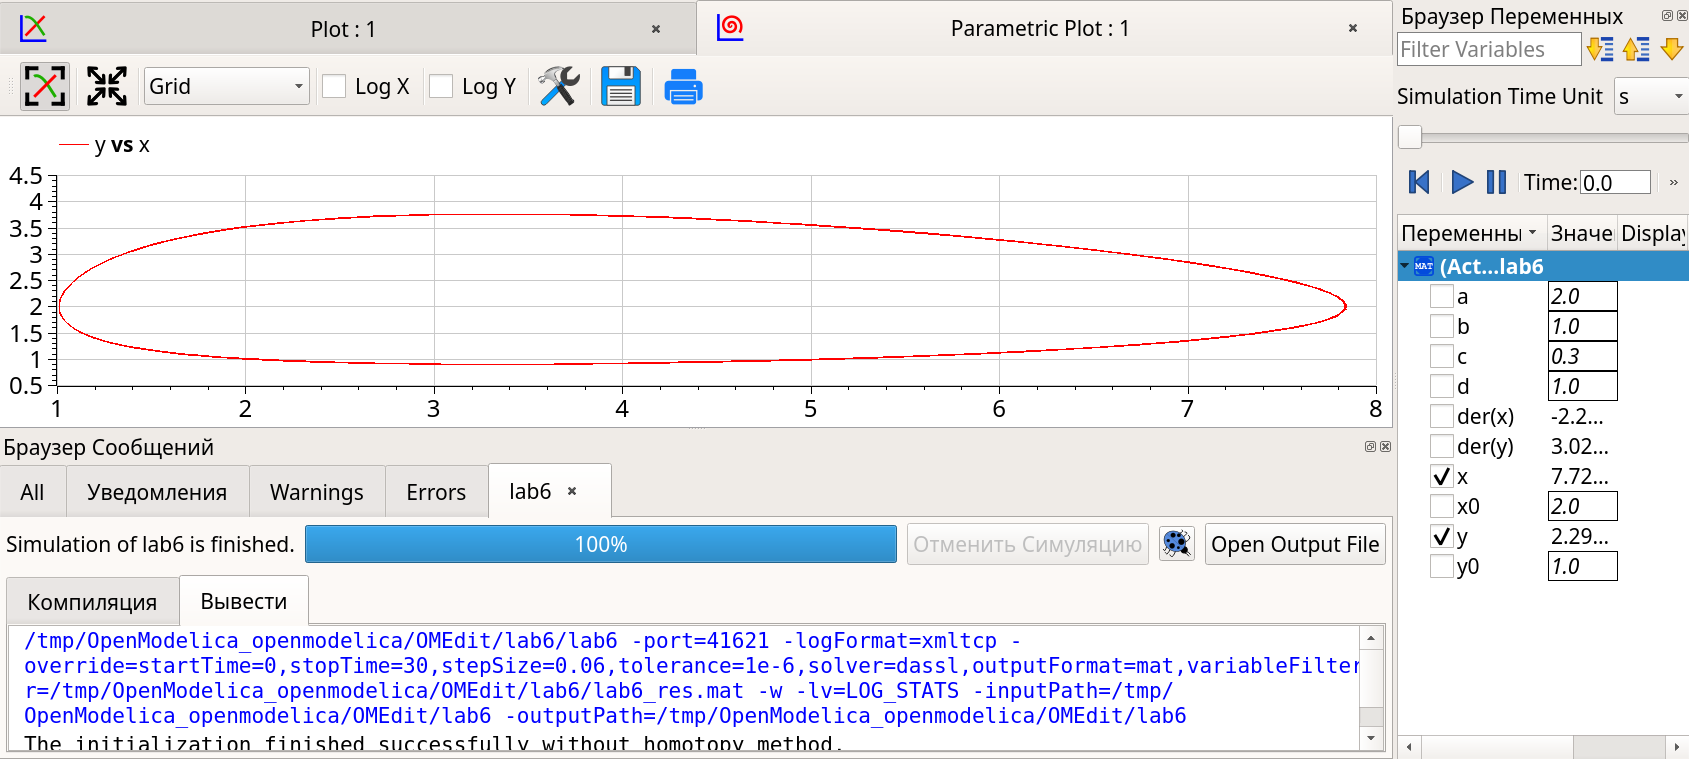 Plot : 1
Parametric Plot : 1
Браузер Переменных
Filter Variables
Grid
Log X
Log Y
Simulation Time Unit
s
y vs x
Time:
0.0
»
4.5
4
3.5
3
2.5
2
1.5
1
0.5
1 2 3 4 5 6 7 8
Переменны
Значе
Display
MAT (Act...lab6
a 2.0
b 1.0
c 0.3
d 1.0
der(x) -2.2...
der(y) 3.02...
x 7.72...
x0 2.0
y 2.29...
y0 1.0
Браузер Сообщений
All
Уведомления
Warnings
Errors
lab6
Simulation of lab6 is finished.
100%
Отменить Симуляцию
Open Output File
Компиляция
Вывести
/tmp/OpenModelica_openmodelica/OMEdit/lab6/lab6 -port=41621 -logFormat=xmltcp -
override=startTime=0,stopTime=30,stepSize=0.06,tolerance=1e-6,solver=dassl,outputFormat=mat,variableFilter
r=/tmp/OpenModelica_openmodelica/OMEdit/lab6/lab6_res.mat -w -lv=LOG_STATS -inputPath=/tmp/
OpenModelica_openmodelica/OMEdit/lab6 -outputPath=/tmp/OpenModelica_openmodelica/OMEdit/lab6
The initialization finished successfully without homotopy method.